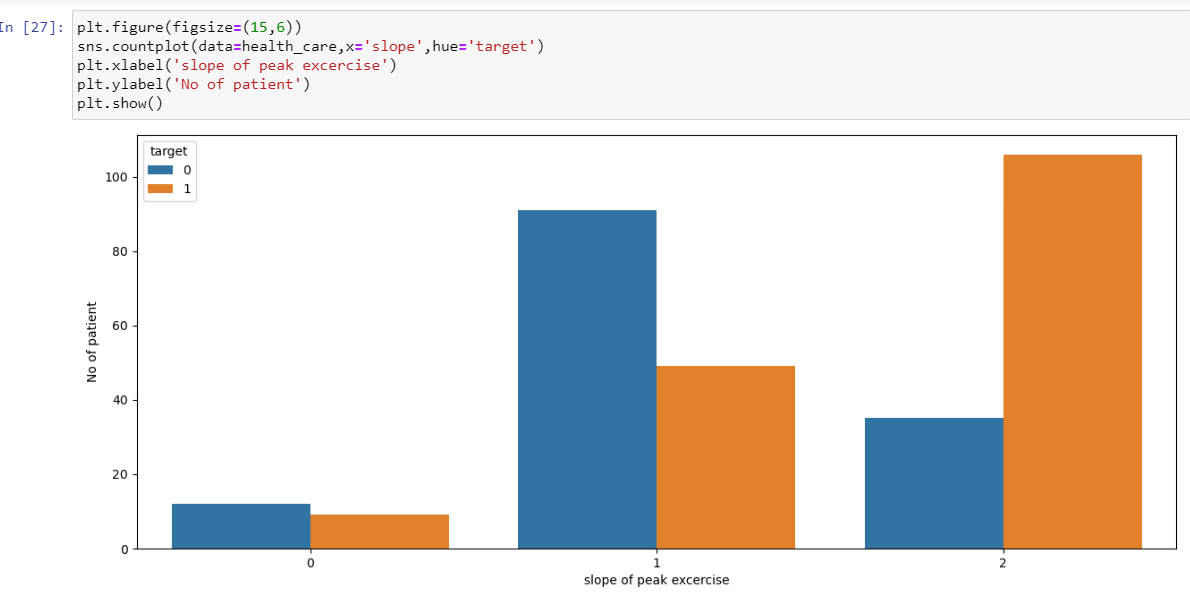 In [27]:
plt.figure(figsize=(15,6))
sns.countplot(data=health_care,x='slope',hue='target')
plt.xlabel('slope of peak excercise')
plt.ylabel('No of patient')
plt.show()
target
0
1
100
80
60
40
20
0
No of patient
0 1 2
slope of peak excercise